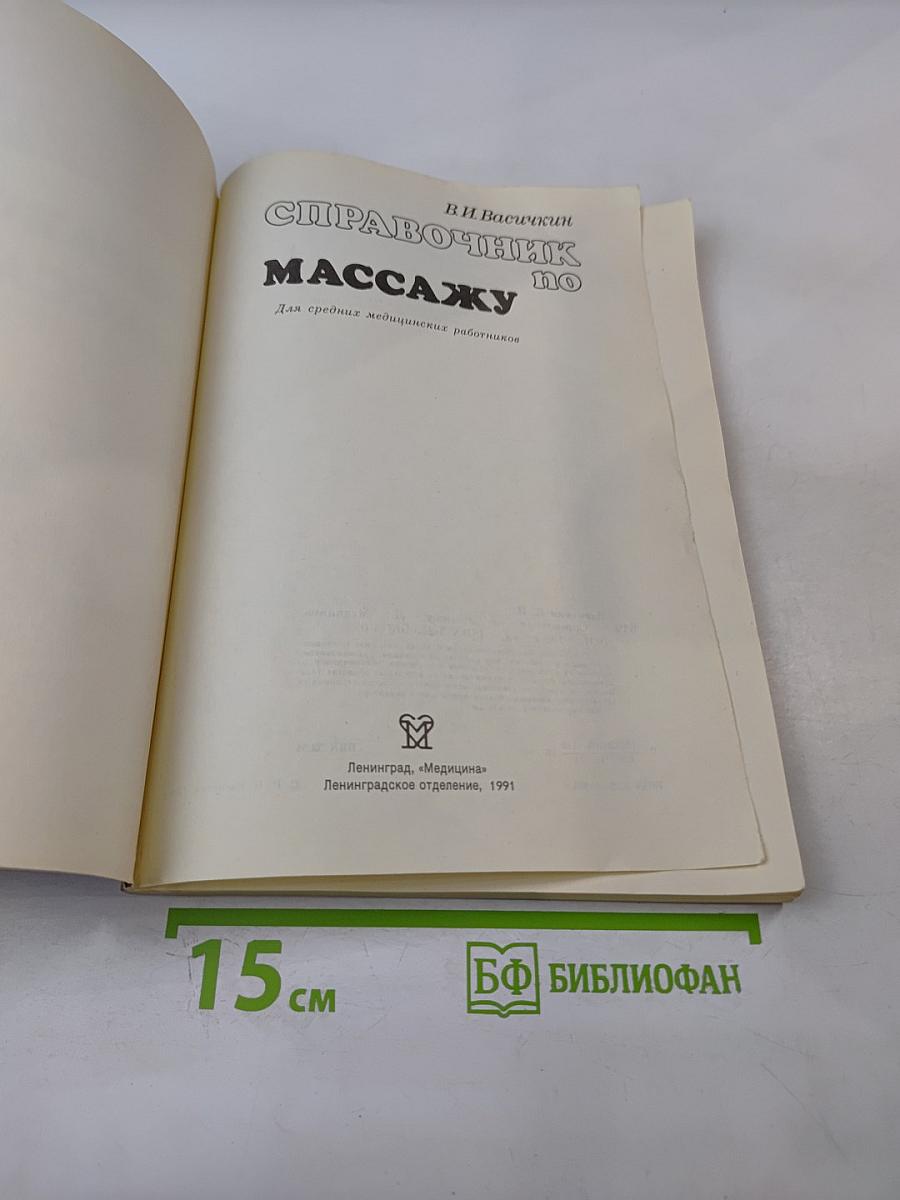 В.И.Васичкин
СПРАВОЧНИК
по
МАССАЖУ
Для средних медицинских работников
М
Ленинград, «Медицина»
Ленинградское отделение, 1991
15 см
БФ БИБЛИОФАН